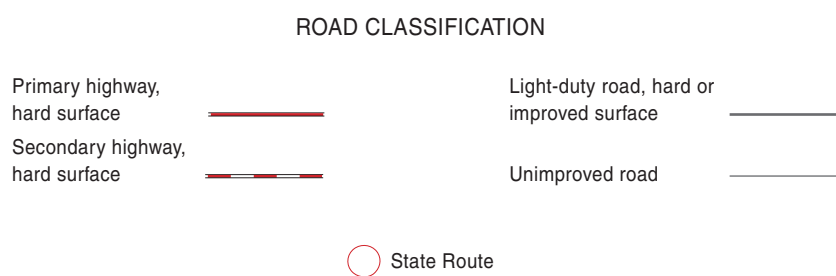 ROAD CLASSIFICATION
Primary highway,
hard surface
Light-duty road, hard or
improved surface
Secondary highway,
hard surface
Unimproved road
State Route